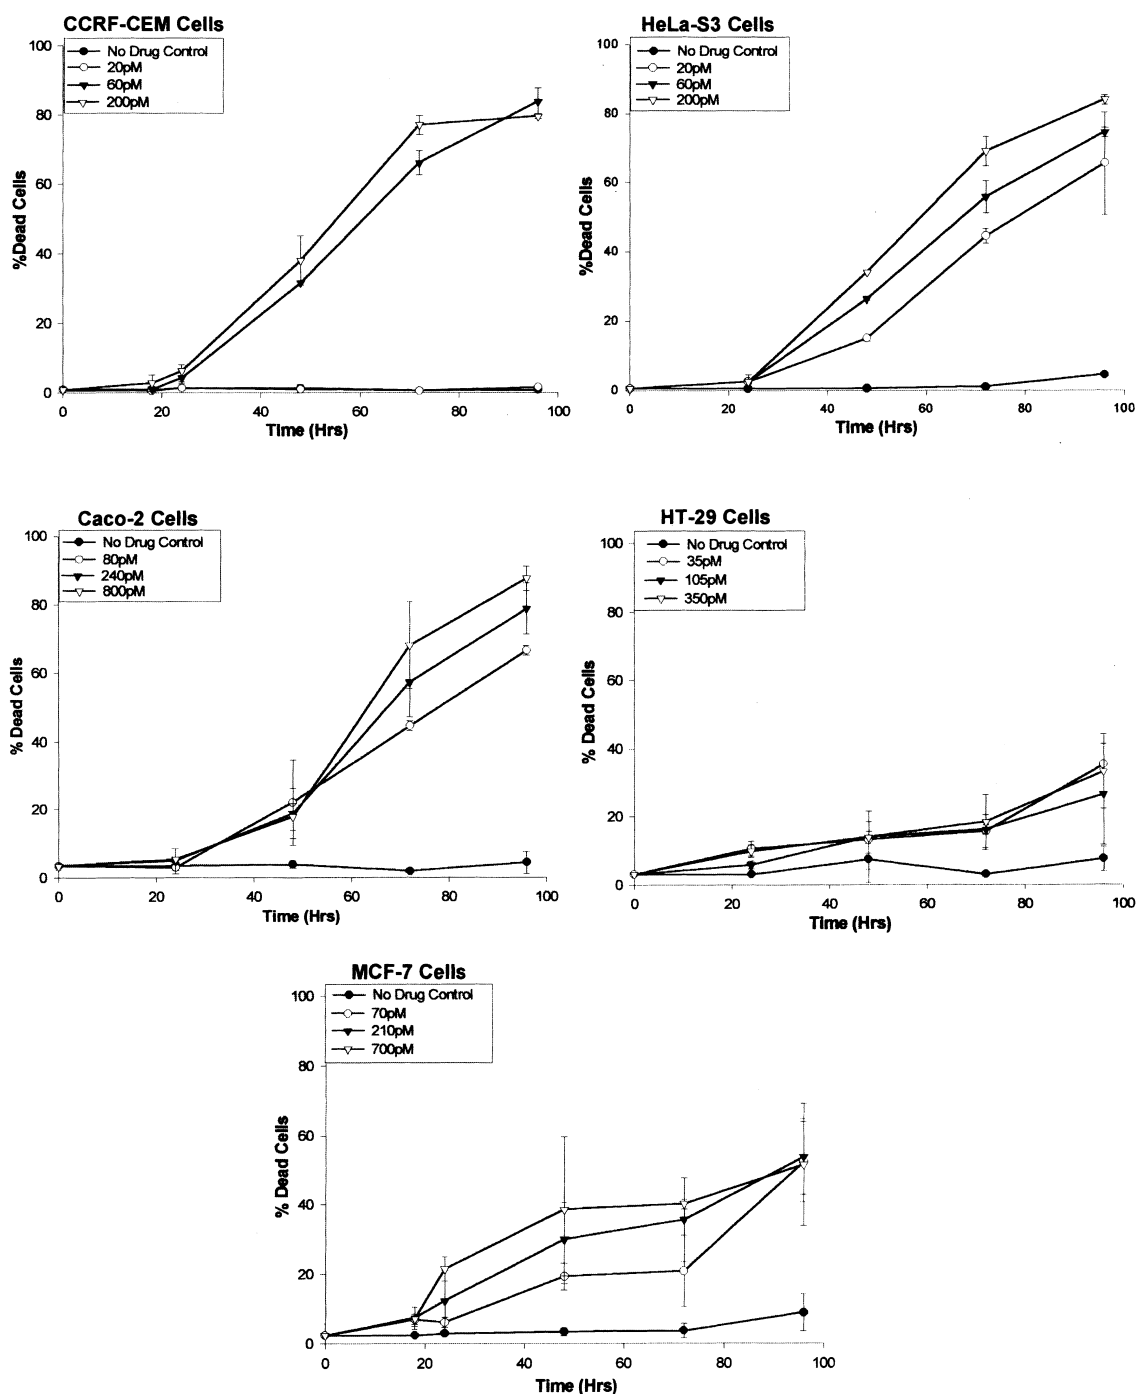 CCRF-CEM Cells
100
No Drug Control
20pM
60pM
200pM
80
60
40
20
0
%Dead Cells
0 20 40 60 80 100
Time (Hrs)
HeLa-S3 Cells
100
No Drug Control
20pM
60pM
200pM
80
60
40
20
0
%Dead Cells
0 20 40 60 80 100
Time (Hrs)
Caco-2 Cells
100
No Drug Control
80pM
240pM
800pM
80
60
40
20
0
% Dead Cells
0 20 40 60 80 100
Time (Hrs)
HT-29 Cells
100
No Drug Control
35pM
105pM
350pM
80
60
40
20
0
% Dead Cells
0 20 40 60 80 100
Time (Hrs)
MCF-7 Cells
100
No Drug Control
70pM
210pM
700pM
80
60
40
20
0
% Dead Cells
0 20 40 60 80 100
Time (Hrs)